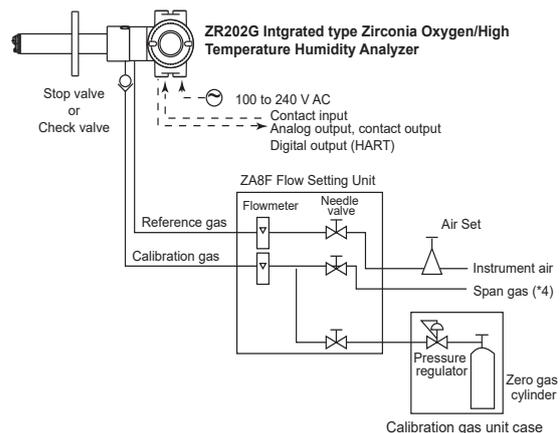 ZR202G Intgrated type Zirconia Oxygen/High
Temperature Humidity Analyzer
Stop valve
or
Check valve
100 to 240 V AC
Contact input
Analog output, contact output
Digital output (HART)
ZA8F Flow Setting Unit
Flowmeter
Needle
valve
Air Set
Reference gas
Calibration gas
Instrument air
Span gas (*4)
Pressure
regulator
Zero gas
cylinder
Calibration gas unit case